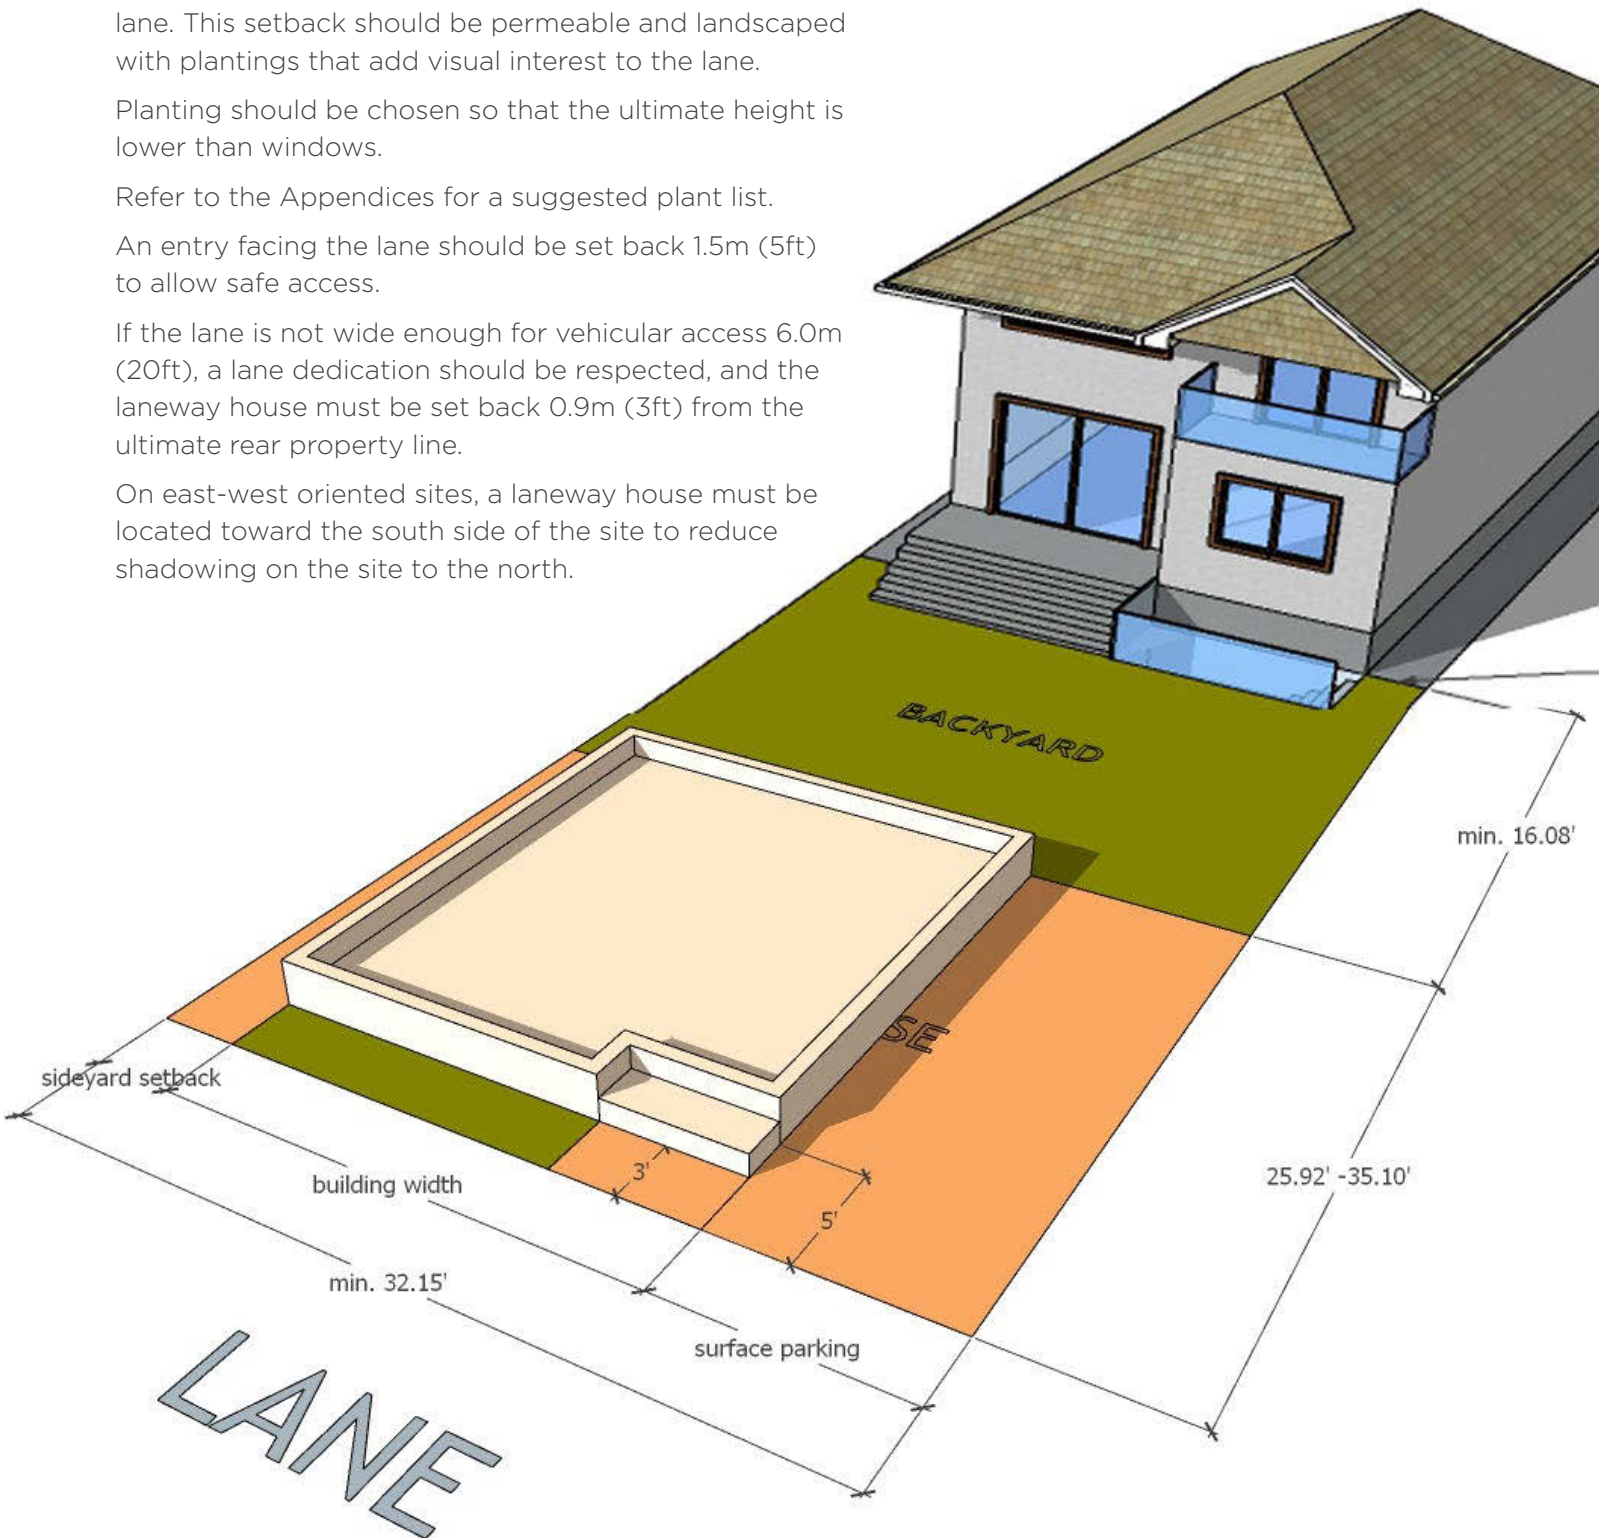 lane. This setback should be permeable and landscaped
with plantings that add visual interest to the lane.
Planting should be chosen so that the ultimate height is
lower than windows.
Refer to the Appendices for a suggested plant list.
An entry facing the lane should be set back 1.5m (5ft)
to allow safe access.
If the lane is not wide enough for vehicular access 6.0m
(20ft), a lane dedication should be respected, and the
laneway house must be set back 0.9m (3ft) from the
ultimate rear property line.
On east-west oriented sites, a laneway house must be
located toward the south side of the site to reduce
shadowing on the site to the north.
BACKYARD
min. 16.08'
SE
sideyard setback
3'
building width
25.92' -35.10'
5'
min. 32.15'
surface parking
LANE